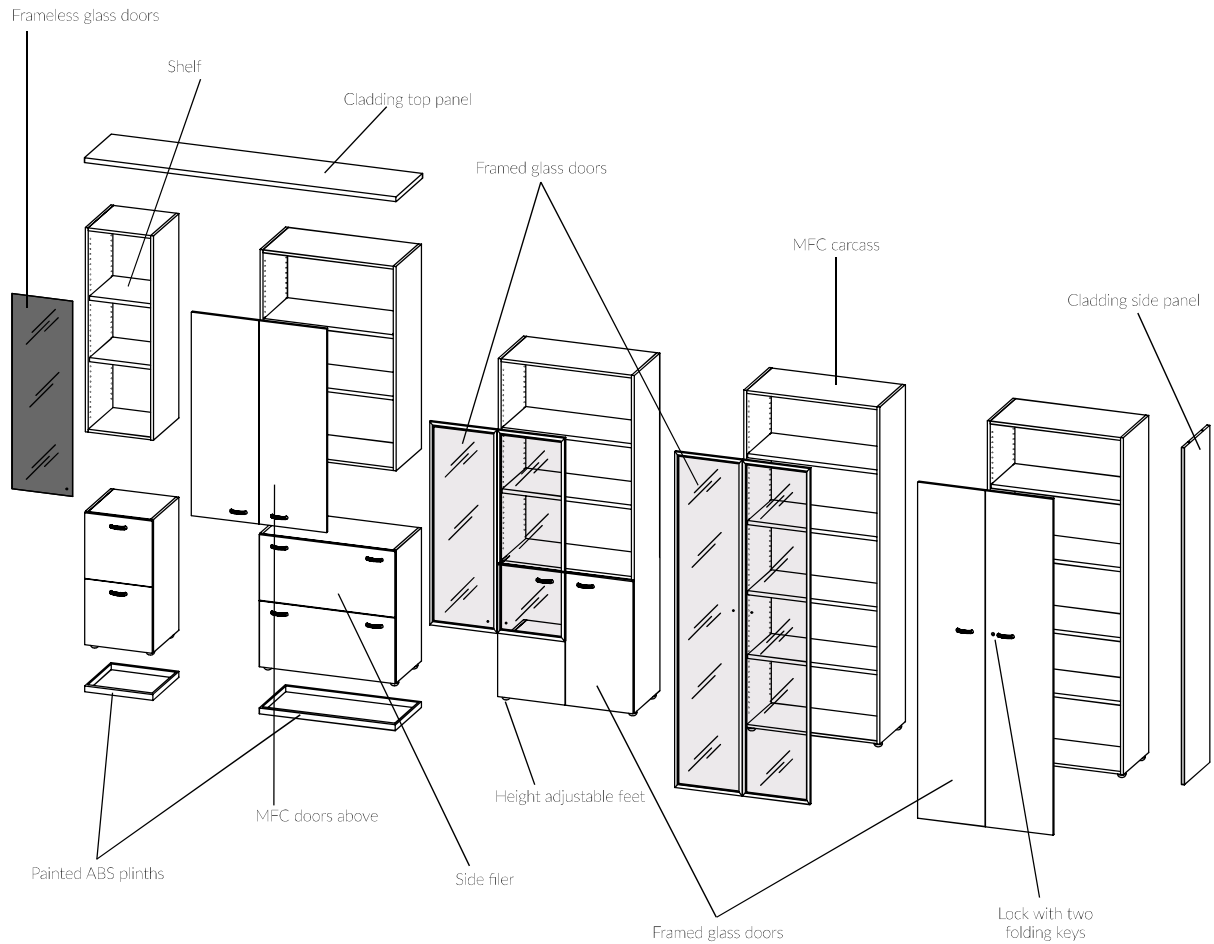 Frameless glass doors
Shelf
Cladding top panel
Framed glass doors
MFC carcass
Cladding side panel
Height adjustable feet
MFC doors above
Painted ABS plinths
Side filer
Framed glass doors
Lock with two
folding keys